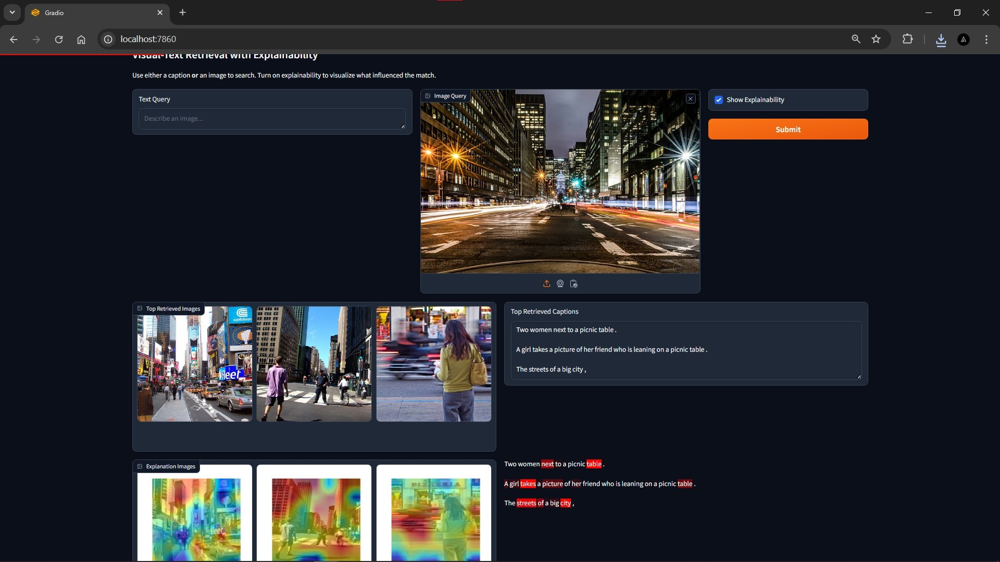 Gradio
localhost:7860
Visual-Text Retrieval with Explainability
Use either a caption or an image to search. Turn on explainability to visualize what influenced the match.
Text Query
Describe an image...
Image Query
450
Show Explainability
Submit
Top Retrieved Images
conEdison
Fleet
Top Retrieved Captions
Two women next to a picnic table .
A girl takes a picture of her friend who is leaning on a picnic table .
The streets of a big city ,
Explanation Images
PIZZERIA
Two women next to a picnic table .
A girl takes a picture of her friend who is leaning on a picnic table .
The streets of a big city ,